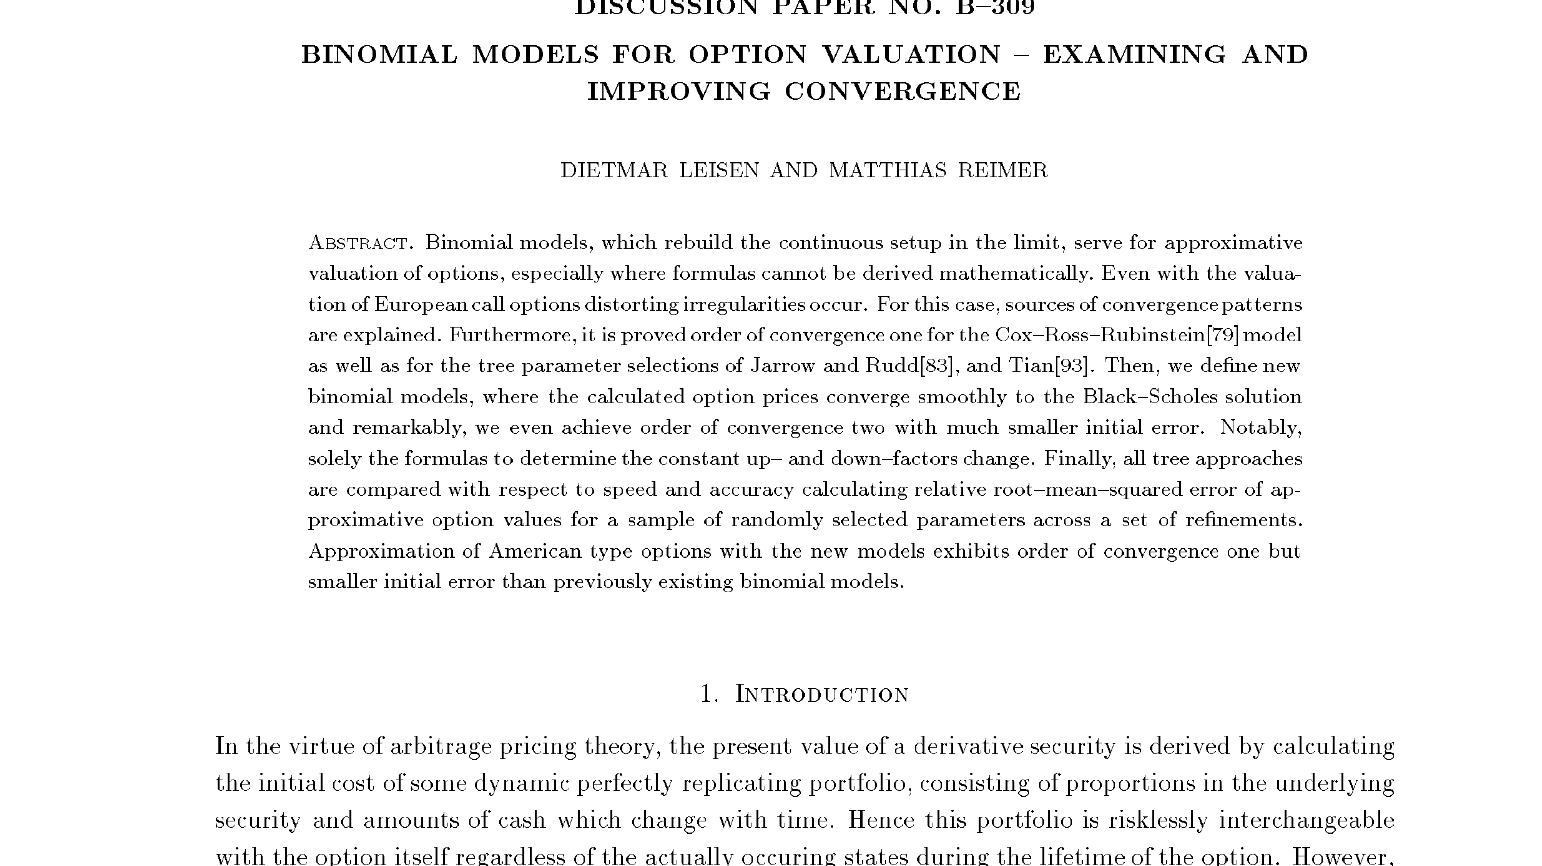 DISCUSSION PAPER NO. B–309
BINOMIAL MODELS FOR OPTION VALUATION – EXAMINING AND
IMPROVING CONVERGENCE
DIETMAR LEISEN AND MATTHIAS REIMER
ABSTRACT. Binomial models, which rebuild the continuous setup in the limit, serve for approximative
valuation of options, especially where formulas cannot be derived mathematically. Even with the valua-
tion of European call options distorting irregularities occur. For this case, sources of convergence patterns
are explained. Furthermore, it is proved order of convergence one for the Cox–Ross–Rubinstein[79] model
as well as for the tree parameter selections of Jarrow and Rudd[83], and Tian[93]. Then, we define new
binomial models, where the calculated option prices converge smoothly to the Black–Scholes solution
and remarkably, we even achieve order of convergence two with much smaller initial error. Notably,
solely the formulas to determine the constant up– and down–factors change. Finally, all tree approaches
are compared with respect to speed and accuracy calculating relative root–mean–squared error of ap-
proximative option values for a sample of randomly selected parameters across a set of refinements.
Approximation of American type options with the new models exhibits order of convergence one but
smaller initial error than previously existing binomial models.
1. INTRODUCTION
In the virtue of arbitrage pricing theory, the present value of a derivative security is derived by calculating
the initial cost of some dynamic perfectly replicating portfolio, consisting of proportions in the underlying
security and amounts of cash which change with time. Hence this portfolio is risklessly interchangeable
with the option itself regardless of the actually occuring states during the lifetime of the option. However,